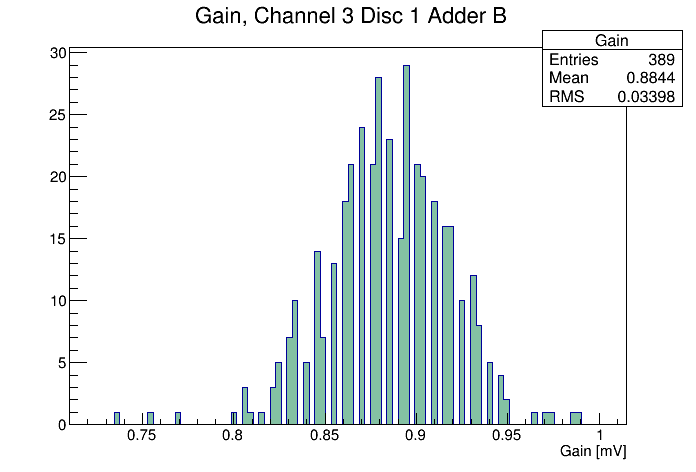 Gain, Channel 3 Disc 1 Adder B
Gain
Entries 389
Mean 0.8844
RMS 0.03398
30
25
20
15
10
5
0
0.75 0.8 0.85 0.9 0.95 1
Gain [mV]